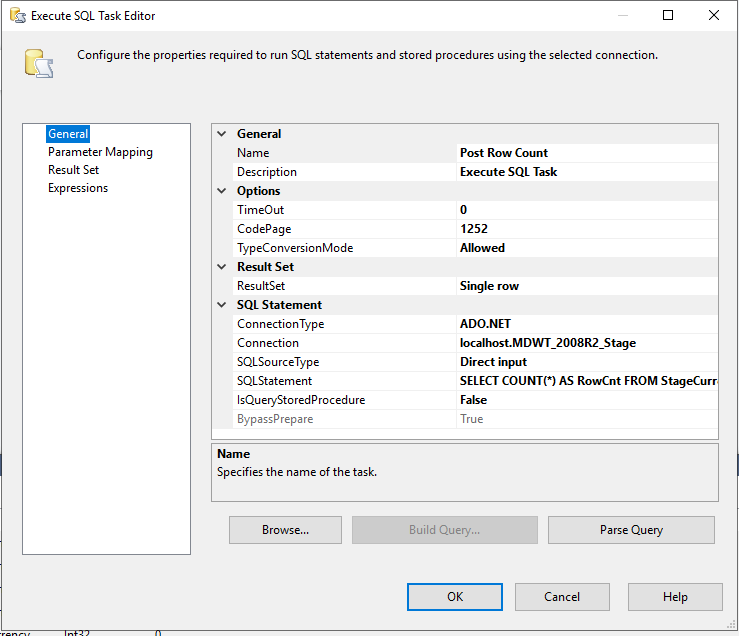 Execute SQL Task Editor
Configure the properties required to run SQL statements and stored procedures using the selected connection.
General
Parameter Mapping
Result Set
Expressions
General
Name Post Row Count
Description Execute SQL Task
Options
TimeOut 0
CodePage 1252
TypeConversionMode Allowed
Result Set
ResultSet Single row
SQL Statement
ConnectionType ADO.NET
Connection localhost.MDWT_2008R2_Stage
SQLSourceType Direct input
SQLStatement SELECT COUNT(*) AS RowCnt FROM StageCurr
IsQueryStoredProcedure False
BypassPrepare True
Name
Specifies the name of the task.
Browse... Build Query... Parse Query
OK Cancel Help
rrency Int32 0